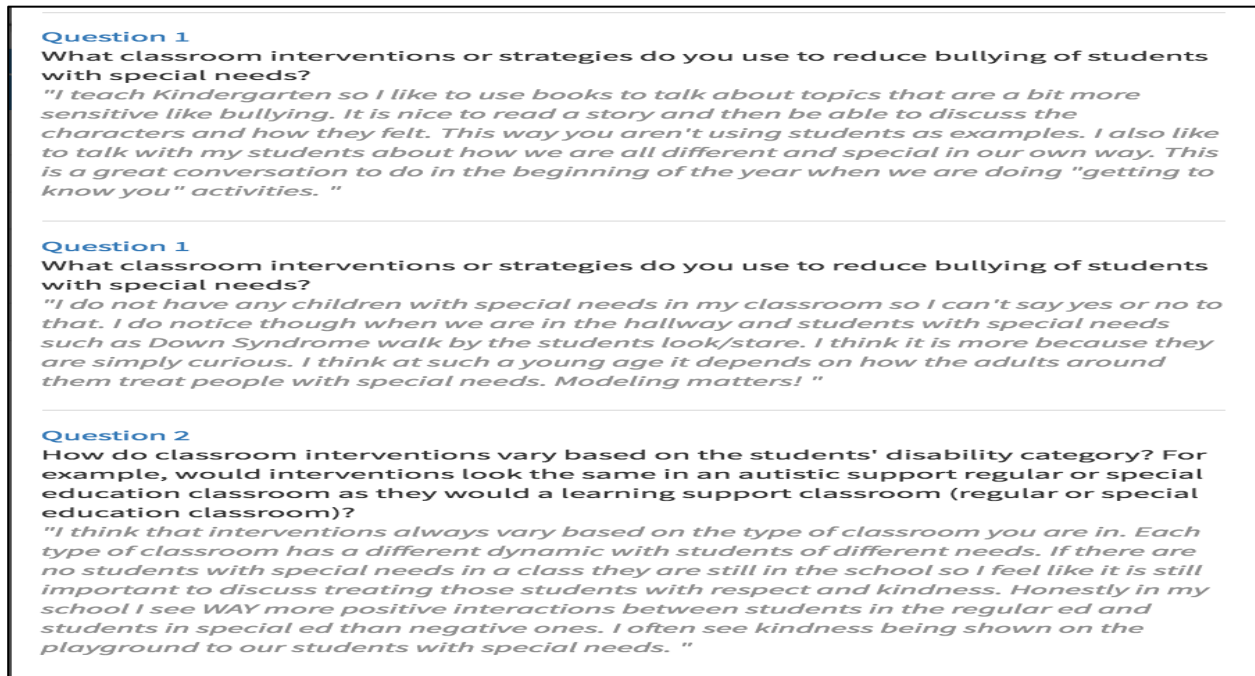 Question 1
What classroom interventions or strategies do you use to reduce bullying of students
with special needs?
"I teach Kindergarten so I like to use books to talk about topics that are a bit more
sensitive like bullying. It is nice to read a story and then be able to discuss the
characters and how they felt. This way you aren't using students as examples. I also like
to talk with my students about how we are all different and special in our own way. This
is a great conversation to do in the beginning of the year when we are doing "getting to
know you" activities. "
Question 1
What classroom interventions or strategies do you use to reduce bullying of students
with special needs?
"I do not have any children with special needs in my classroom so I can't say yes or no to
that. I do notice though when we are in the hallway and students with special needs
such as Down Syndrome walk by the students look/stare. I think it is more because they
are simply curious. I think at such a young age it depends on how the adults around
them treat people with special needs. Modeling matters! "
Question 2
How do classroom interventions vary based on the students' disability category? For
example, would interventions look the same in an autistic support regular or special
education classroom as they would a learning support classroom (regular or special
education classroom)?
"I think that interventions always vary based on the type of classroom you are in. Each
type of classroom has a different dynamic with students of different needs. If there are
no students with special needs in a class they are still in the school so I feel like it is still
important to discuss treating those students with respect and kindness. Honestly in my
school I see WAY more positive interactions between students in the regular ed and
students in special ed than negative ones. I often see kindness being shown on the
playground to our students with special needs. "